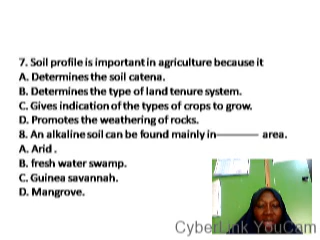 7. Soil profile is important in agriculture because it
A. Determines the soil catena.
B. Determines the type of land tenure system.
C. Gives indication of the types of crops to grow.
D. Promotes the weathering of rocks.
8. An alkaline soil can be found mainly in———— area.
A. Arid.
B. fresh water swamp.
C. Guinea savannah.
D. Mangrove.
CyberLink YouCam